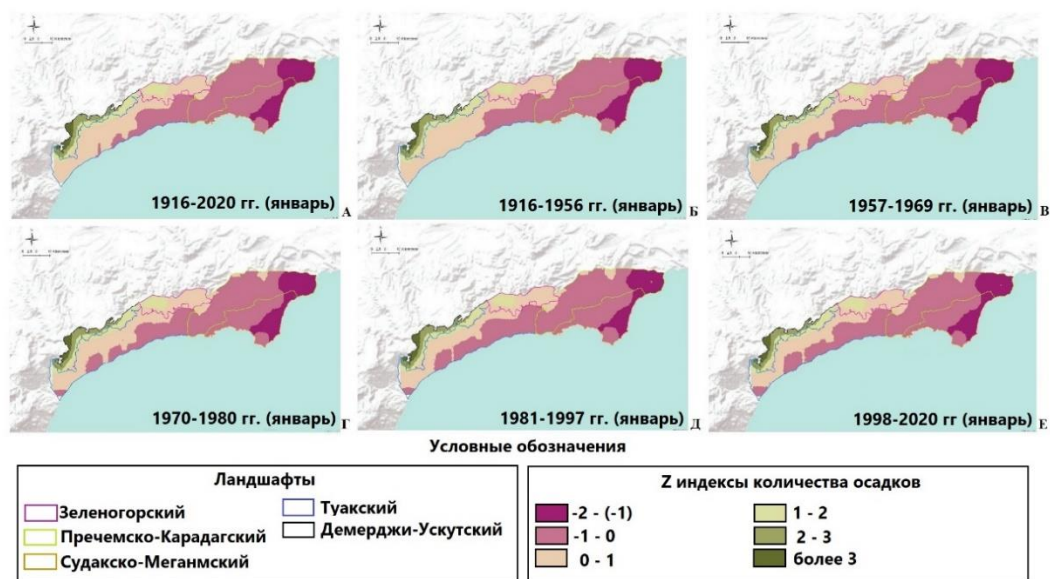 1916-2020 гг. (январь) А
1916-1956 гг. (январь) Б
1957-1969 гг. (январь) В
1970-1980 гг. (январь) Г
1981-1997 гг. (январь) Д
1998-2020 гг (январь) Е
Условные обозначения
Ландшафты
Зеленогорский
Пречемско-Карадагский
Судакско-Меганмский
Туакский
Демерджи-Ускутский
Z индексы количества осадков
-2 - (-1)
-1 - 0
0 - 1
1 - 2
2 - 3
более 3